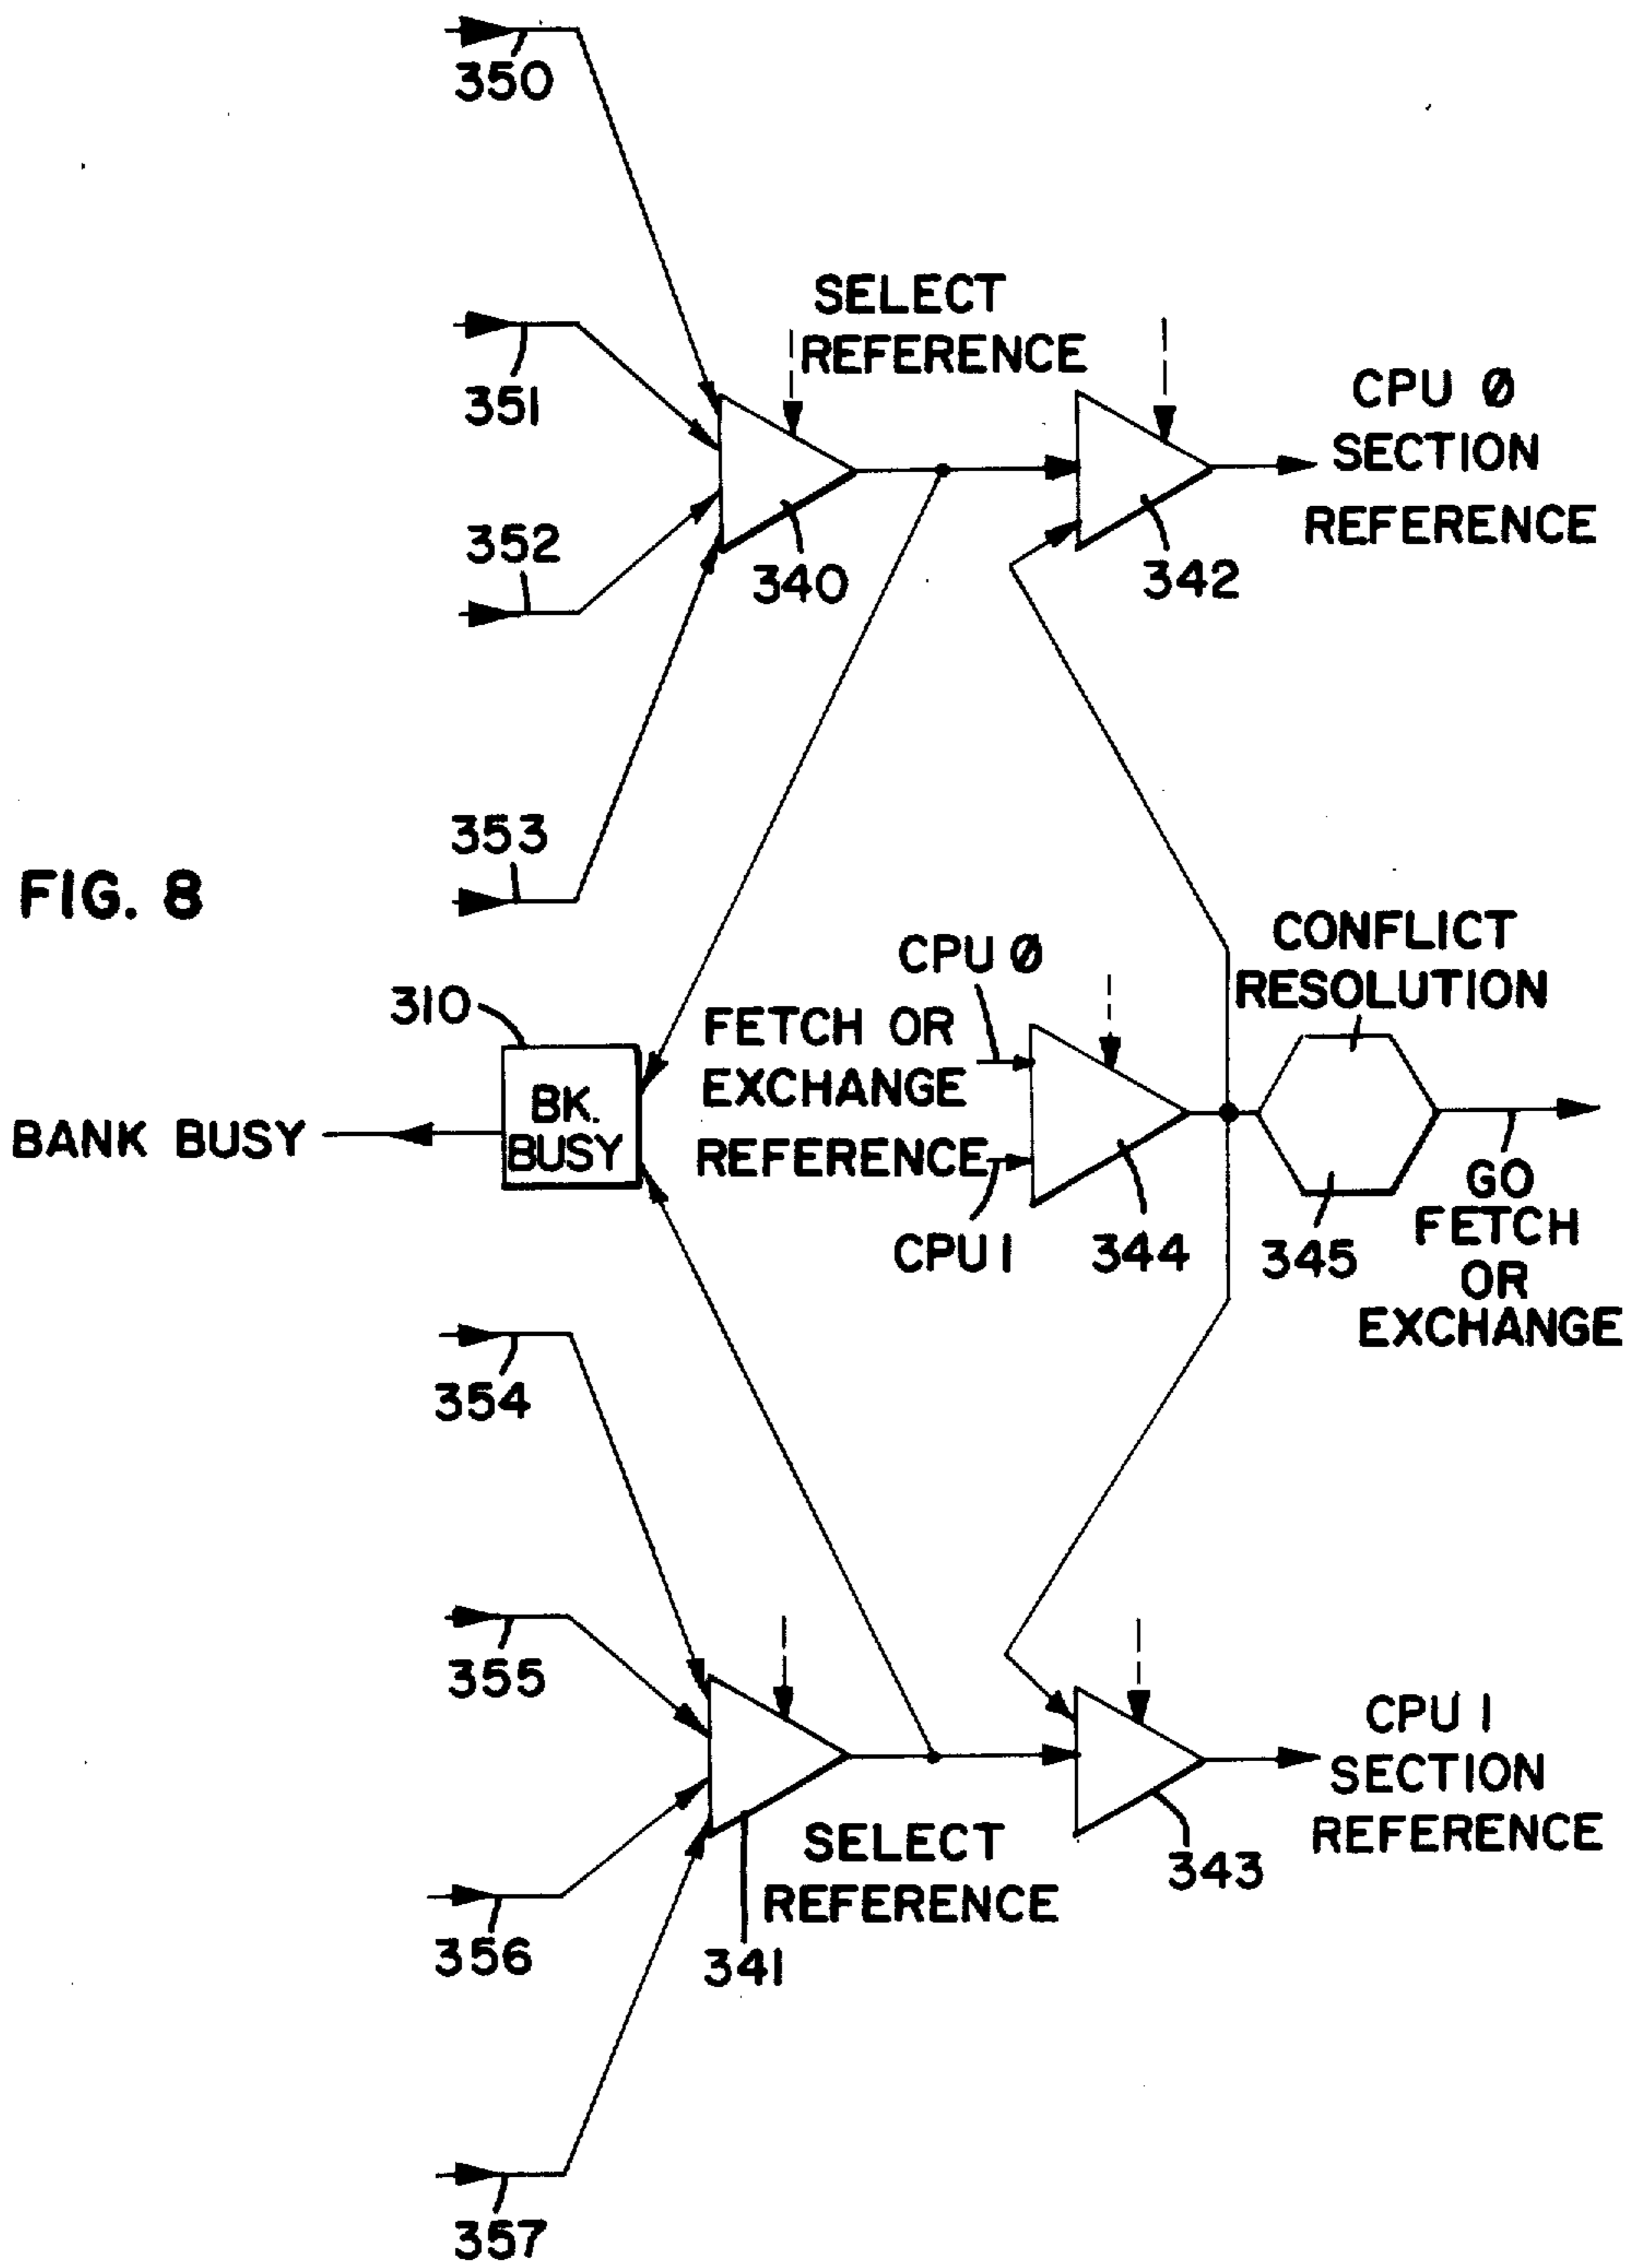 350
SELECT
REFERENCE
351
CPU Ø
SECTION
REFERENCE
352
340
342
353
FIG. 8
CONFLICT
RESOLUTION
CPU Ø
310
FETCH OR
EXCHANGE
REFERENCE
BK.
BUSY
BANK BUSY
CPU 1
344
345
GO
FETCH
OR
EXCHANGE
354
355
CPU 1
SECTION
REFERENCE
SELECT
REFERENCE
343
356
341
357